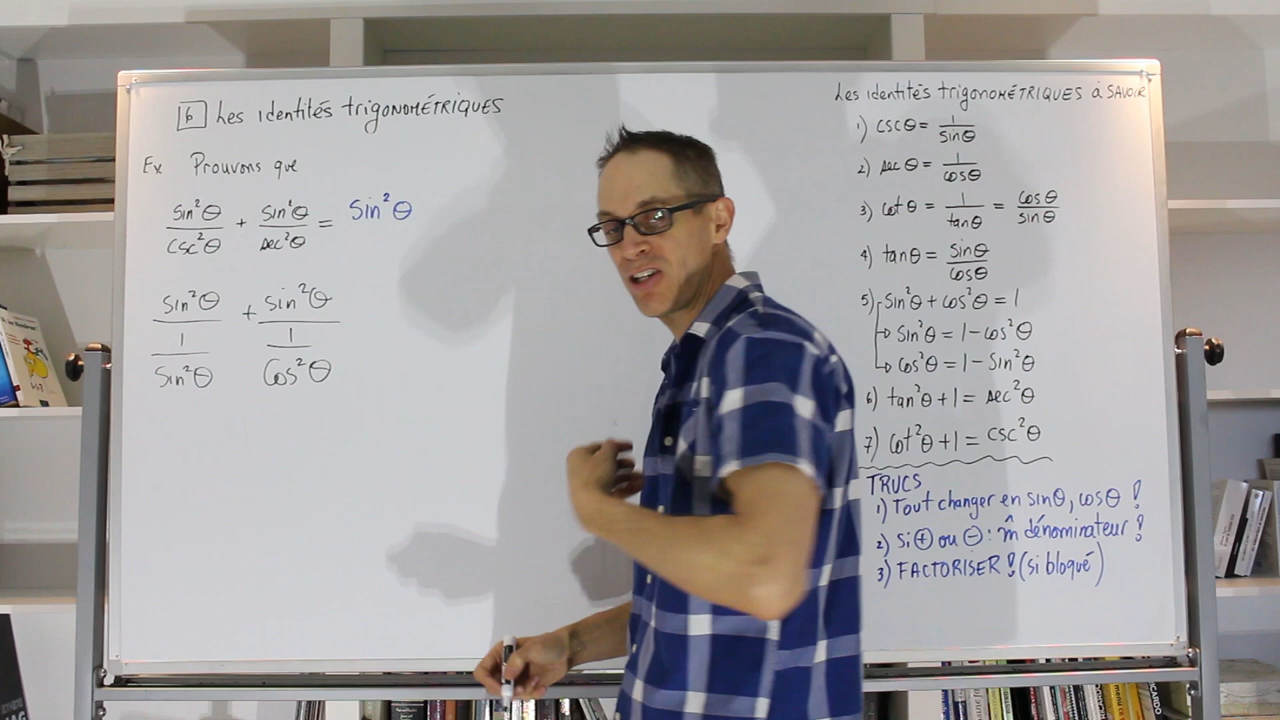 6 Les identités trigonométriques
Ex Prouvons que
sin²θ/csc²θ + sin²θ/sec²θ = sin²θ
sin²θ/(1/sin²θ) + sin²θ/(1/cos²θ)
Les identités trigonométriques à savoir
1) cscθ = 1/sinθ
2) secθ = 1/cosθ
3) cotθ = 1/tanθ = cosθ/sinθ
4) tanθ = sinθ/cosθ
5) sin²θ + cos²θ = 1
sin²θ = 1 - cos²θ
cos²θ = 1 - sin²θ
6) tan²θ + 1 = sec²θ
7) cot²θ + 1 = csc²θ
TRUCS
1) Tout changer en sinθ, cosθ !
2) Si ⊕ ou ⊖ : m̂ dénominateur !
3) FACTORISER ! (si bloqué)